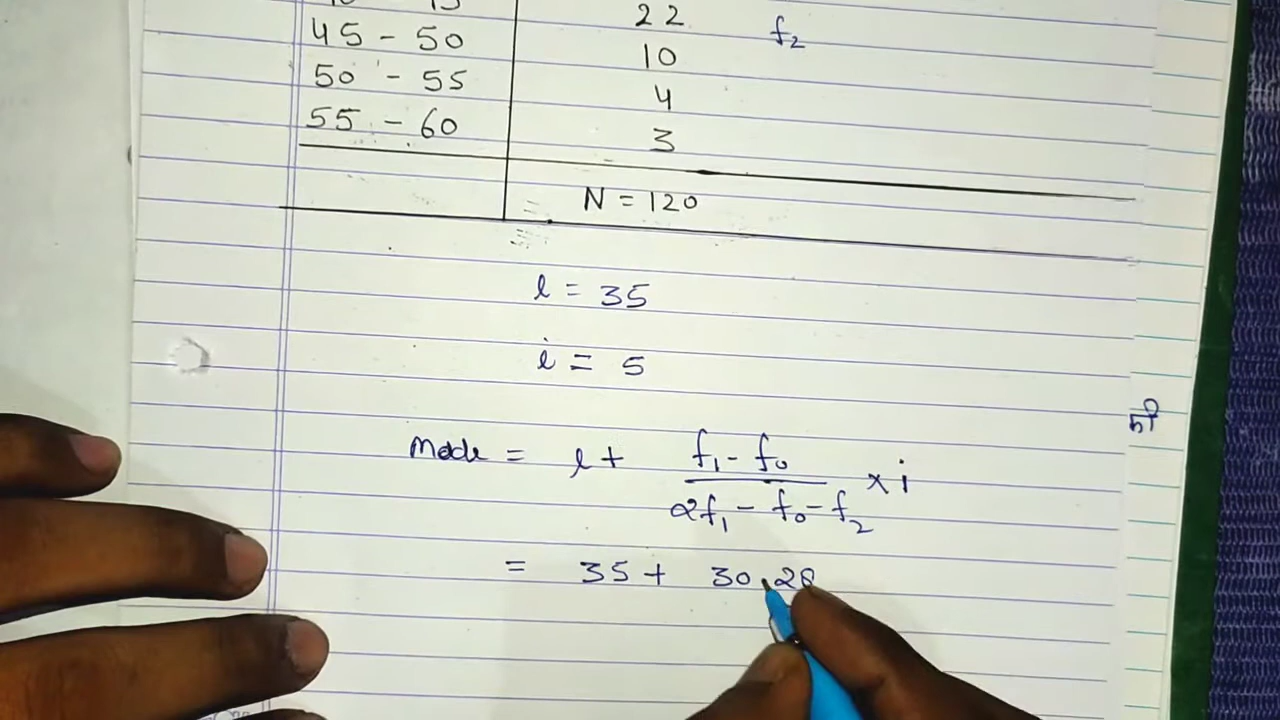 22 f₂
45 - 50 10
50 - 55 4
55 - 60 3
N = 120
l = 35
i = 5
Mode = l + f₁ - f₀ / 2f₁ - f₀ - f₂ × i
= 35 + 30 28